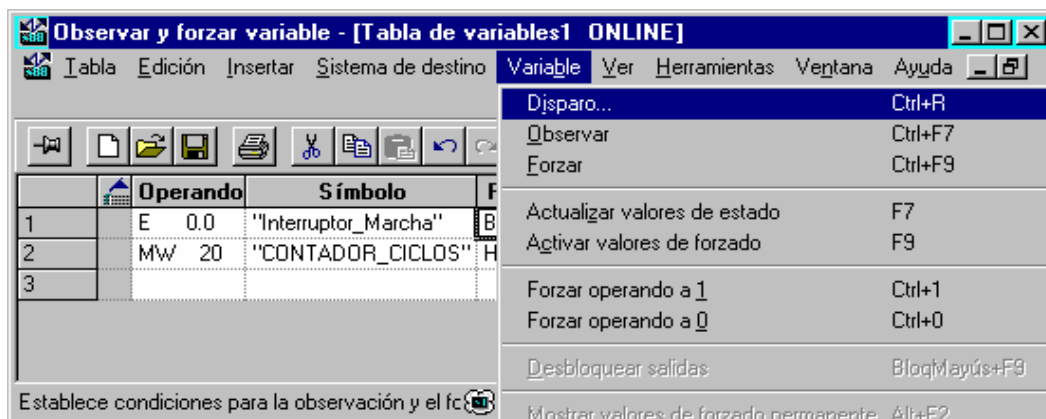 Observar y forzar variable - [Tabla de variables1 ONLINE]
Tabla Edición Insertar Sistema de destino Variable Ver Herramientas Ventana Ayuda
Disparo... Ctrl+R
Observar Ctrl+F7
Forzar Ctrl+F9
Actualizar valores de estado F7
Activar valores de forzado F9
Forzar operando a 1 Ctrl+1
Forzar operando a 0 Ctrl+0
Desbloquear salidas BloqMayús+F9
Mostrar valores de forzado permanente Alt+F2
Operando Símbolo F
1 E 0.0 "Interruptor_Marcha" B
2 MW 20 "CONTADOR_CICLOS" H
3
Establece condiciones para la observación y el fo